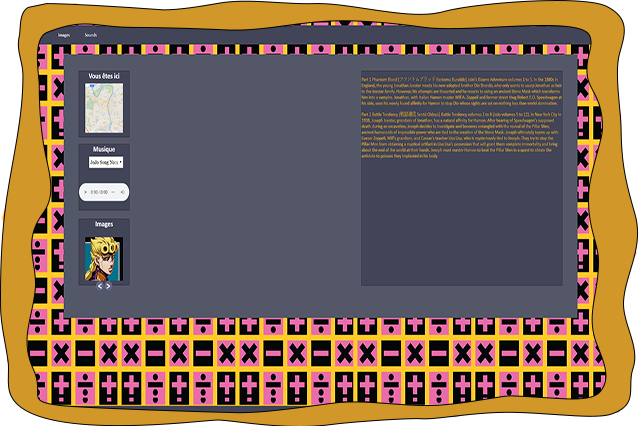 Images Sounds
Vous êtes ici
Musique
JoJo Song Nocx
0:00 / 0:00
Images
Part 1 Phantom Blood (ファントムブラッド Fantomu Buraddo) JoJo's Bizarre Adventure volumes 1 to 5. In the 1880s in
England, the young Jonathan Joestar meets his new adopted brother Dio Brando, who only wants to usurp Jonathan as heir
to the Joestar family. However, his attempts are thwarted and he resorts to using an ancient Stone Mask which transforms
him into a vampire. Jonathan, with Italian Hamon master Will A. Zeppeli and former street thug Robert E.O. Speedwagon at
his side, uses his newly found affinity for Hamon to stop Dio whose sights are set on nothing less than world domination.
Part 2 Battle Tendency (戦闘潮流 Sentō Chōryū) Battle Tendency volumes 5 to 12). In New York City in
1938, Joseph Joestar, grandson of Jonathan, has a natural affinity for Hamon. After hearing of Speedwagon's supposed
death during an excavation, Joseph decides to investigate and becomes entangled with the revival of the Pillar Men,
ancient humanoids of impossible power who are tied to the creation of the Stone Mask. Joseph ultimately teams up with
Caesar Zeppeli, Will's grandson, and Caesar's teacher Lisa Lisa, which mysteriously tied to Joseph. They try to stop the
Pillar Men from obtaining a mystical artifact in Lisa Lisa's possession that will grant them complete immortality and bring
about the end of the world at their hands. Joseph must master Hamon to beat the Pillar Men in a quest to obtain the
antidote to poisons they implanted in his body.